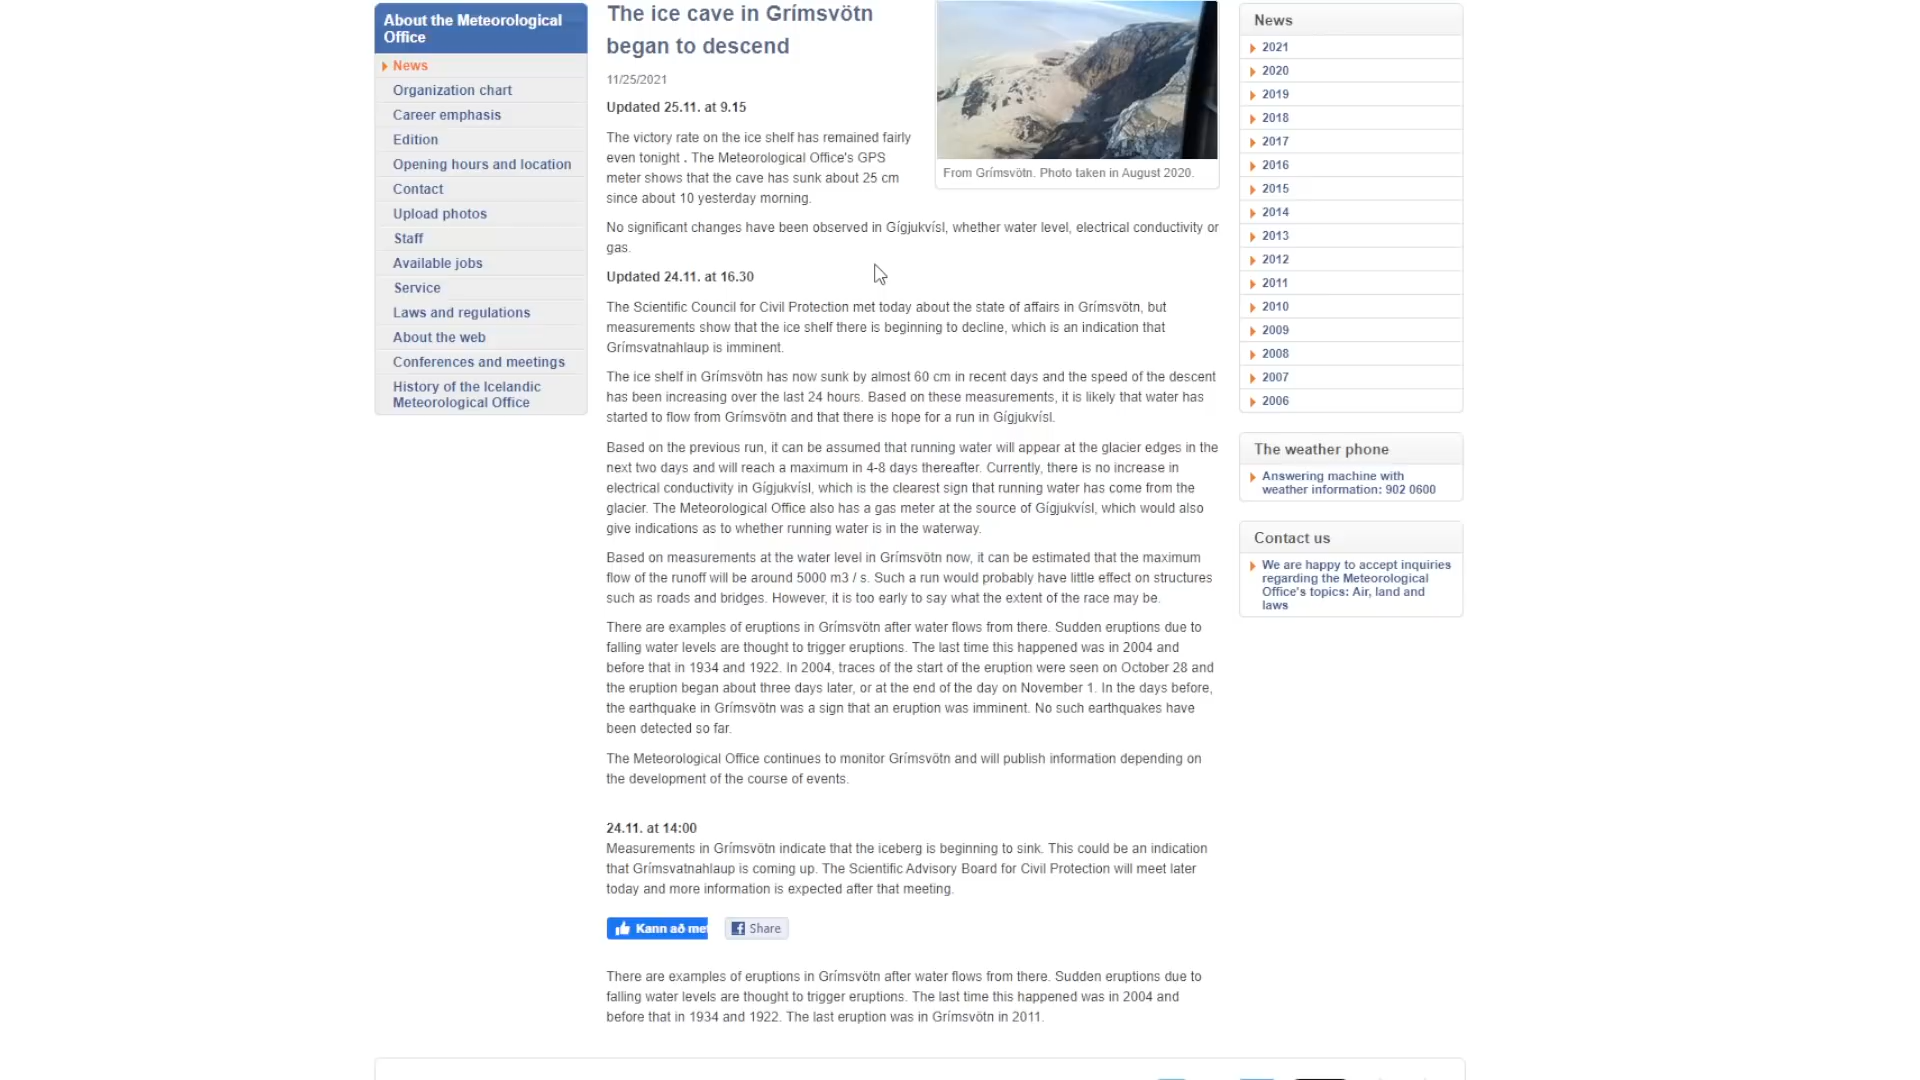 About the Meteorological
Office
News
Organization chart
Career emphasis
Edition
Opening hours and location
Contact
Upload photos
Staff
Available jobs
Service
Laws and regulations
About the web
Conferences and meetings
History of the Icelandic
Meteorological Office
The ice cave in Grímsvötn
began to descend
11/25/2021
Updated 25.11. at 9.15
The victory rate on the ice shelf has remained fairly
even tonight . The Meteorological Office's GPS
meter shows that the cave has sunk about 25 cm
since about 10 yesterday morning.
From Grímsvötn. Photo taken in August 2020.
No significant changes have been observed in Gígjukvísl, whether water level, electrical conductivity or
gas.
Updated 24.11. at 16.30
The Scientific Council for Civil Protection met today about the state of affairs in Grímsvötn, but
measurements show that the ice shelf there is beginning to decline, which is an indication that
Grímsvatnahlaup is imminent.
The ice shelf in Grímsvötn has now sunk by almost 60 cm in recent days and the speed of the descent
has been increasing over the last 24 hours. Based on these measurements, it is likely that water has
started to flow from Grímsvötn and that there is hope for a run in Gígjukvísl.
Based on the previous run, it can be assumed that running water will appear at the glacier edges in the
next two days and will reach a maximum in 4-8 days thereafter. Currently, there is no increase in
electrical conductivity in Gígjukvísl, which is the clearest sign that running water has come from the
glacier. The Meteorological Office also has a gas meter at the source of Gígjukvísl, which would also
give indications as to whether running water is in the waterway.
Based on measurements at the water level in Grímsvötn now, it can be estimated that the maximum
flow of the runoff will be around 5000 m3 / s. Such a run would probably have little effect on structures
such as roads and bridges. However, it is too early to say what the extent of the race may be.
There are examples of eruptions in Grímsvötn after water flows from there. Sudden eruptions due to
falling water levels are thought to trigger eruptions. The last time this happened was in 2004 and
before that in 1934 and 1922. In 2004, traces of the start of the eruption were seen on October 28 and
the eruption began about three days later, or at the end of the day on November 1. In the days before,
the earthquake in Grímsvötn was a sign that an eruption was imminent. No such earthquakes have
been detected so far.
The Meteorological Office continues to monitor Grímsvötn and will publish information depending on
the development of the course of events.
24.11. at 14:00
Measurements in Grímsvötn indicate that the iceberg is beginning to sink. This could be an indication
that Grímsvatnahlaup is coming up. The Scientific Advisory Board for Civil Protection will meet later
today and more information is expected after that meeting.
Kann að me
Share
There are examples of eruptions in Grímsvötn after water flows from there. Sudden eruptions due to
falling water levels are thought to trigger eruptions. The last time this happened was in 2004 and
before that in 1934 and 1922. The last eruption was in Grímsvötn in 2011.
News
2021
2020
2019
2018
2017
2016
2015
2014
2013
2012
2011
2010
2009
2008
2007
2006
The weather phone
Answering machine with
weather information: 902 0600
Contact us
We are happy to accept inquiries
regarding the Meteorological
Office's topics: Air, land and
laws